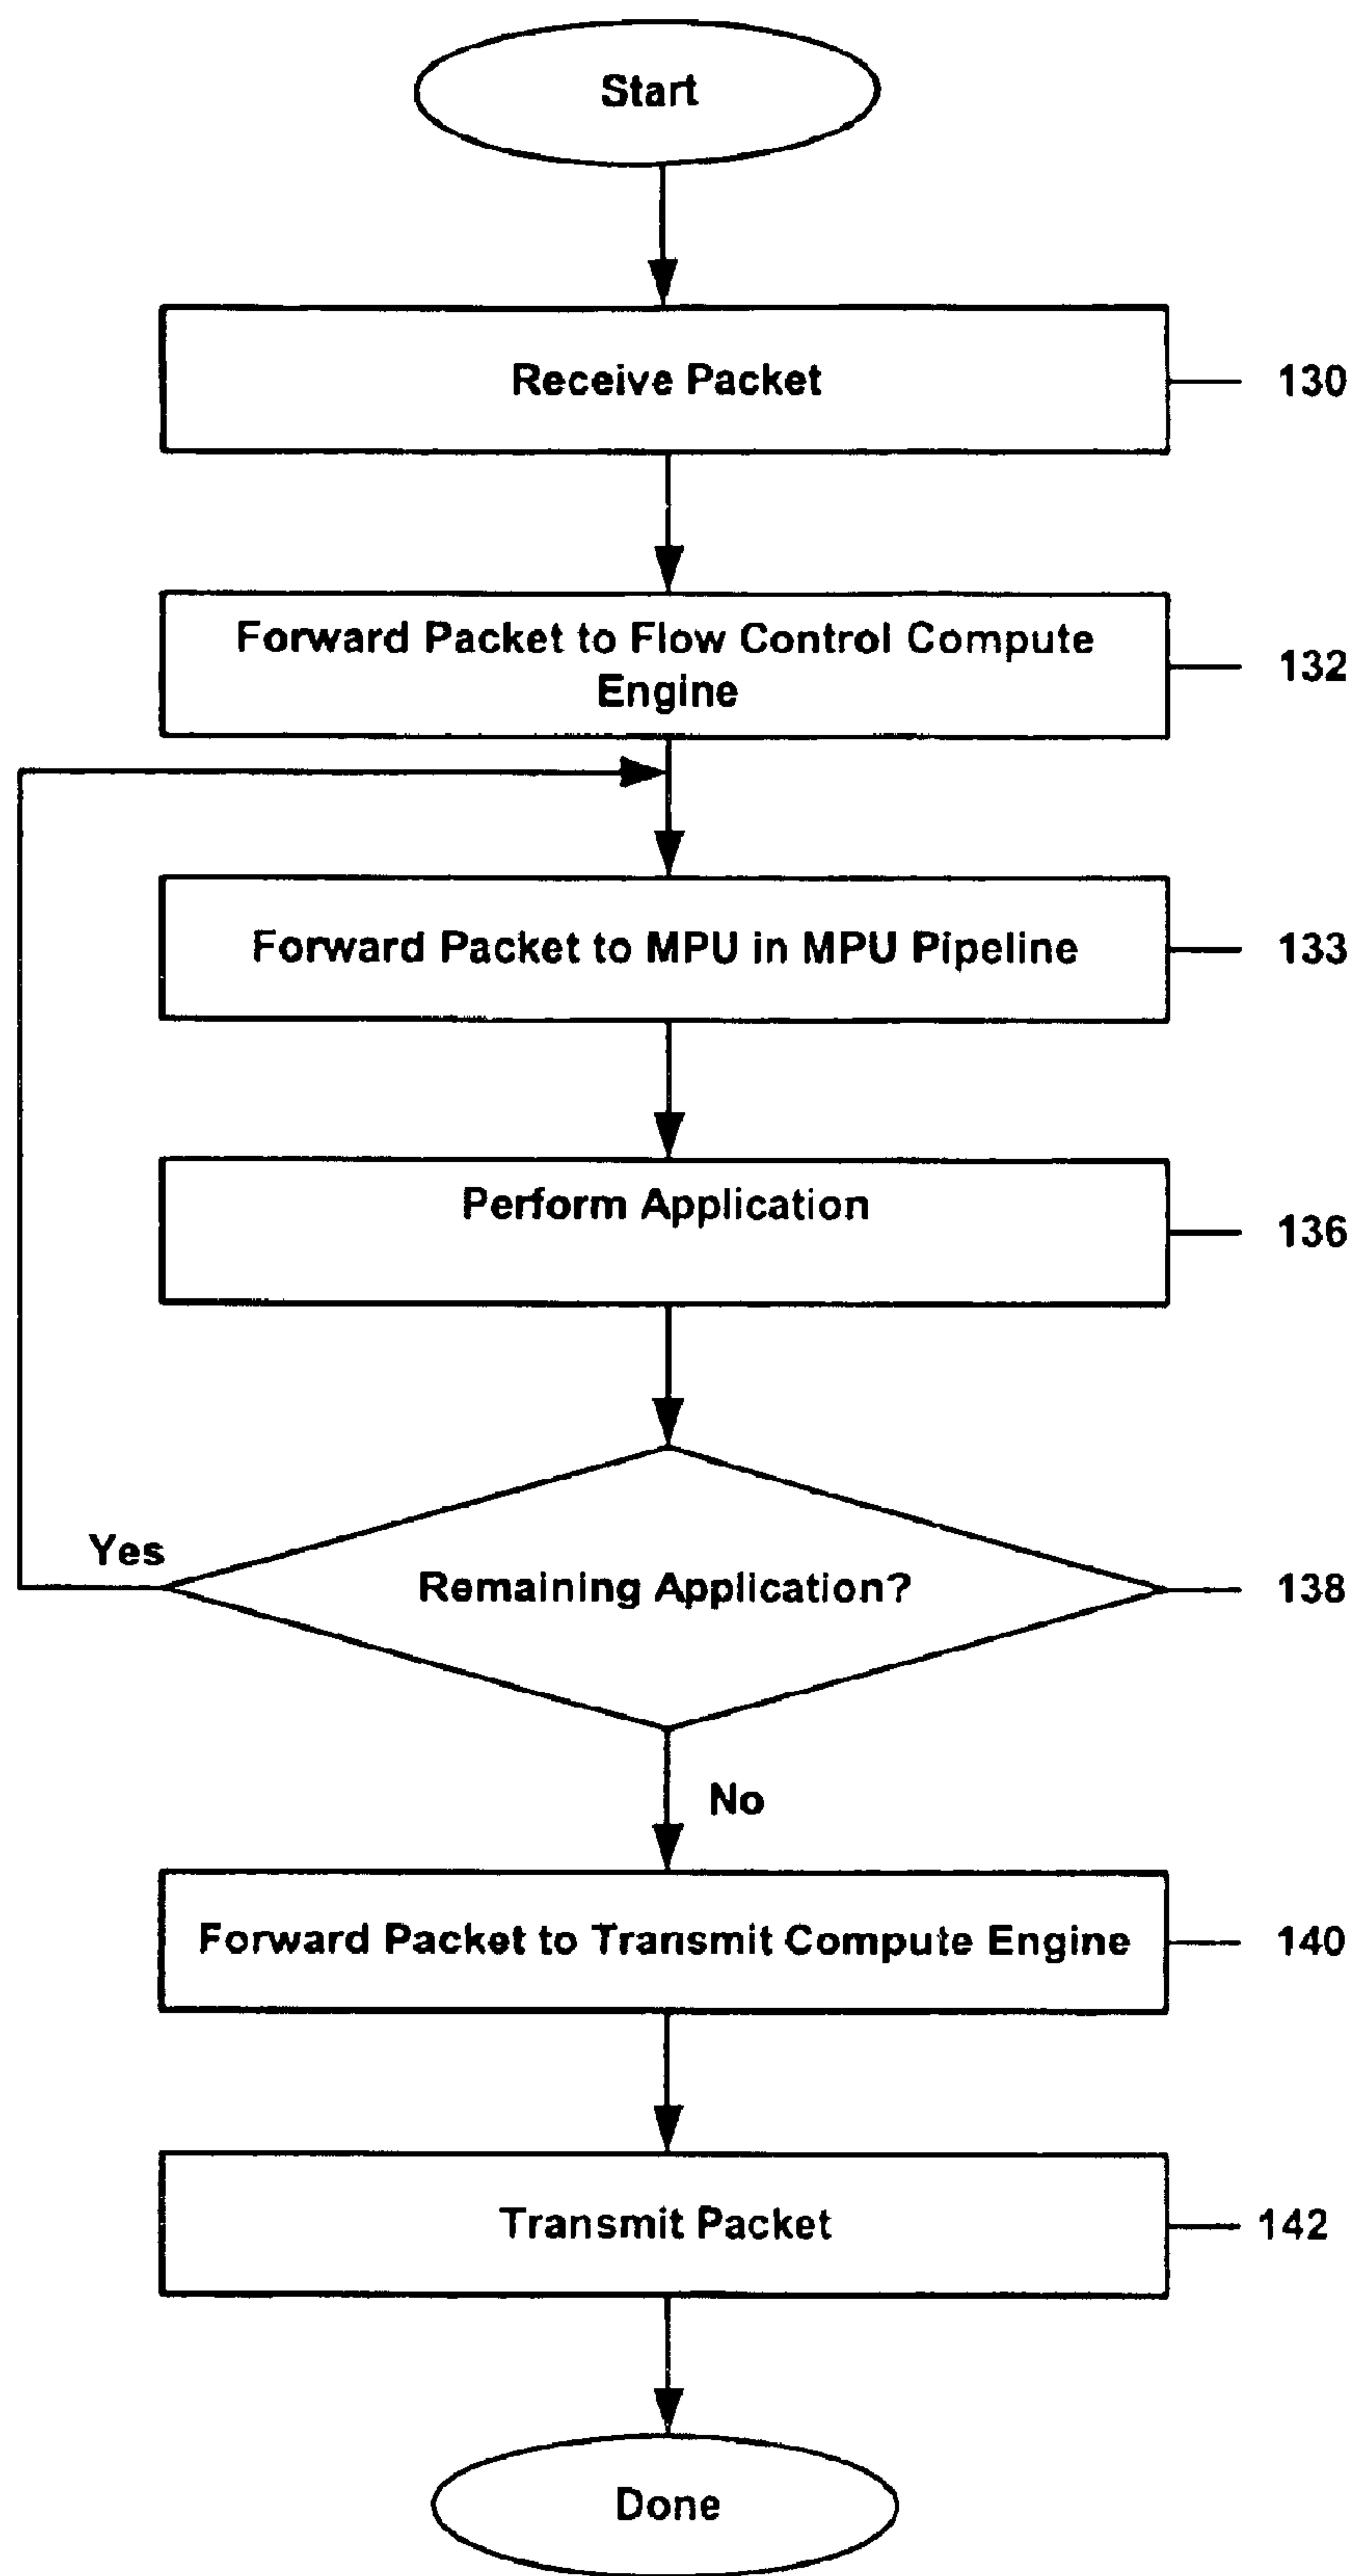 Start
Receive Packet
130
Forward Packet to Flow Control Compute
Engine
132
Forward Packet to MPU in MPU Pipeline
133
Perform Application
136
Yes
Remaining Application?
138
No
Forward Packet to Transmit Compute Engine
140
Transmit Packet
142
Done